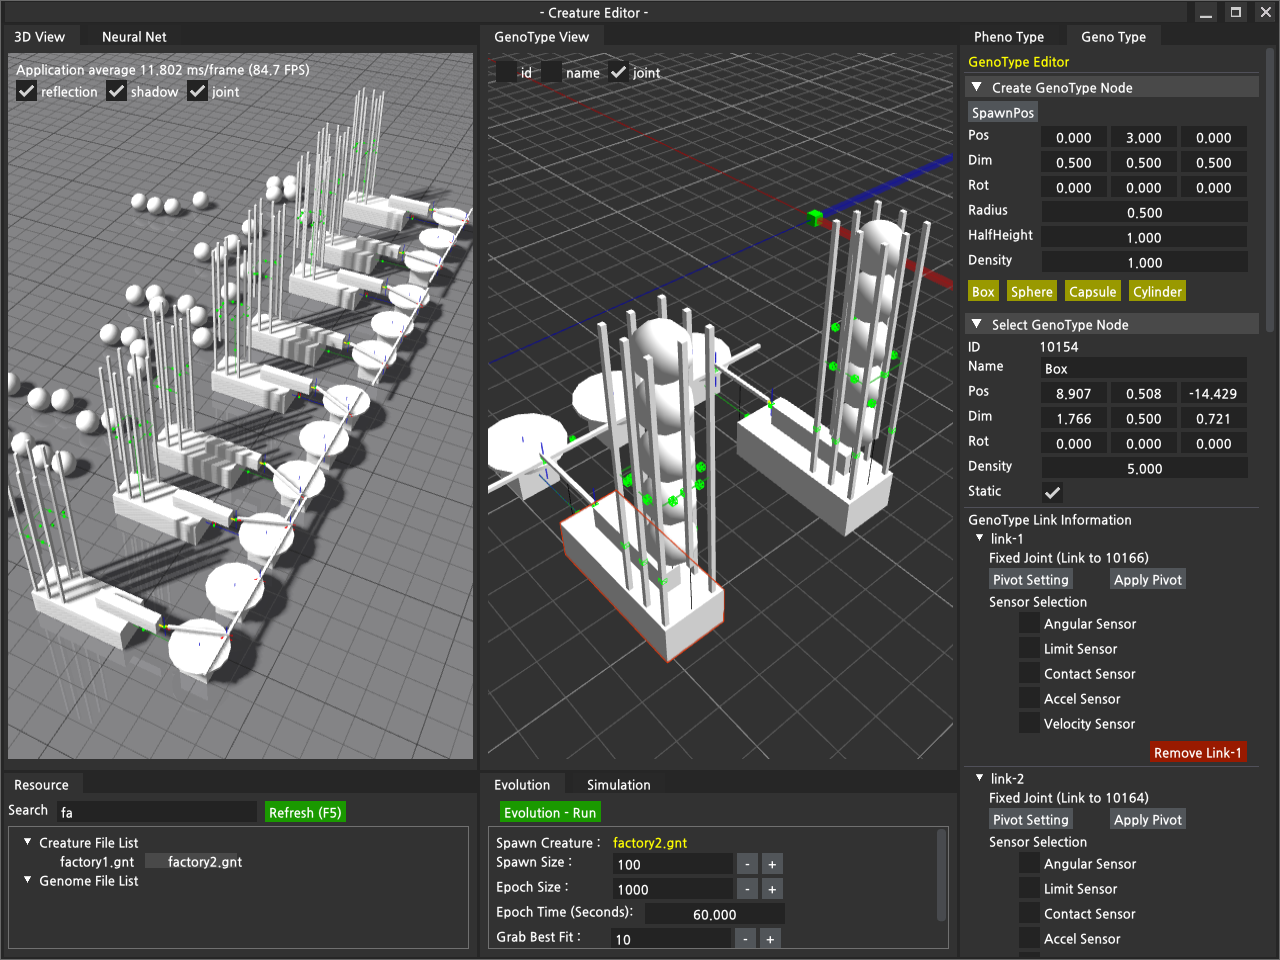 - Creature Editor -
3D View Neural Net
Application average 11.802 ms/frame (84.7 FPS)
reflection shadow joint
GenoType View
id name joint
Pheno Type Geno Type
GenoType Editor
Create GenoType Node
SpawnPos
Pos 0.000 3.000 0.000
Dim 0.500 0.500 0.500
Rot 0.000 0.000 0.000
Radius 0.500
HalfHeight 1.000
Density 1.000
Box Sphere Capsule Cylinder
Select GenoType Node
ID 10154
Name Box
Pos 8.907 0.508 -14.429
Dim 1.766 0.500 0.721
Rot 0.000 0.000 0.000
Density 5.000
Static
GenoType Link Information
link-1
Fixed Joint (Link to 10166)
Pivot Setting Apply Pivot
Sensor Selection
Angular Sensor
Limit Sensor
Contact Sensor
Accel Sensor
Velocity Sensor
Remove Link-1
link-2
Fixed Joint (Link to 10164)
Pivot Setting Apply Pivot
Sensor Selection
Angular Sensor
Limit Sensor
Contact Sensor
Accel Sensor
Resource
Search fa Refresh (F5)
Creature File List
factory1.gnt factory2.gnt
Genome File List
Evolution Simulation
Evolution - Run
Spawn Creature : factory2.gnt
Spawn Size : 100 - +
Epoch Size : 1000 - +
Epoch Time (Seconds): 60.000
Grab Best Fit : 10 - +